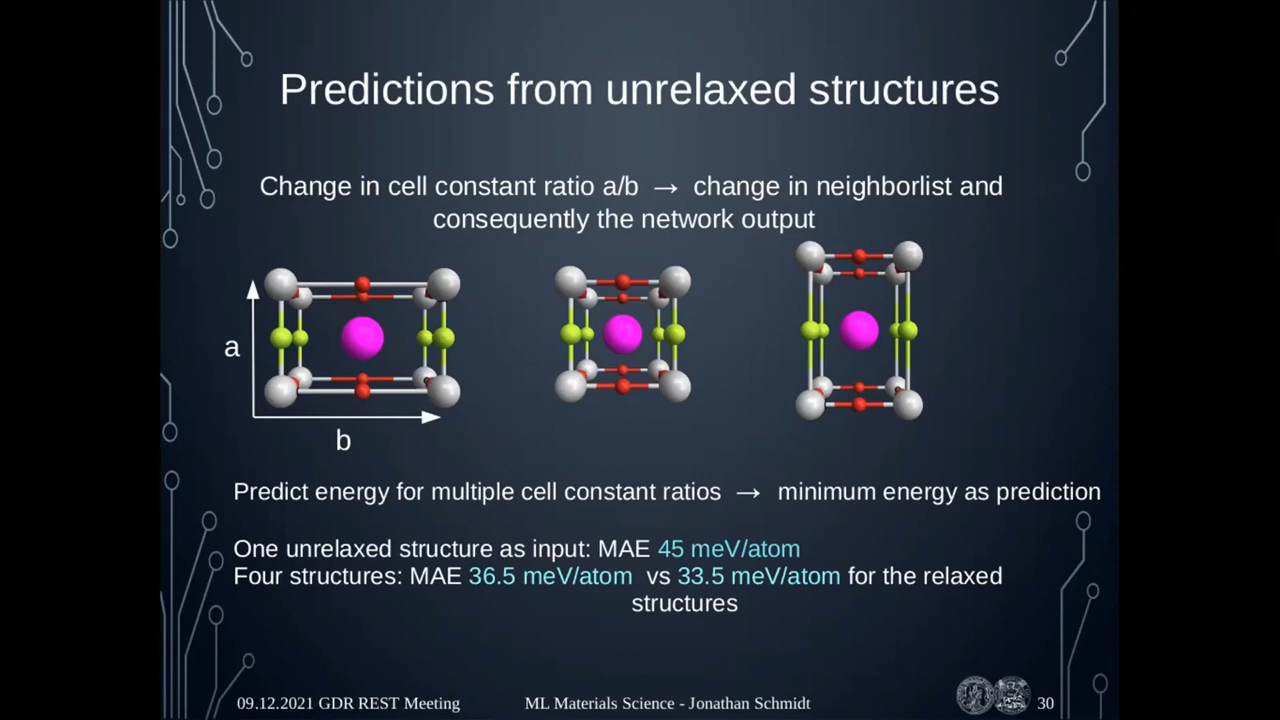 Predictions from unrelaxed structures
Change in cell constant ratio a/b → change in neighborlist and
consequently the network output
a
b
Predict energy for multiple cell constant ratios → minimum energy as prediction
One unrelaxed structure as input: MAE 45 meV/atom
Four structures: MAE 36.5 meV/atom vs 33.5 meV/atom for the relaxed
structures
09.12.2021 GDR REST Meeting
ML Materials Science - Jonathan Schmidt
30